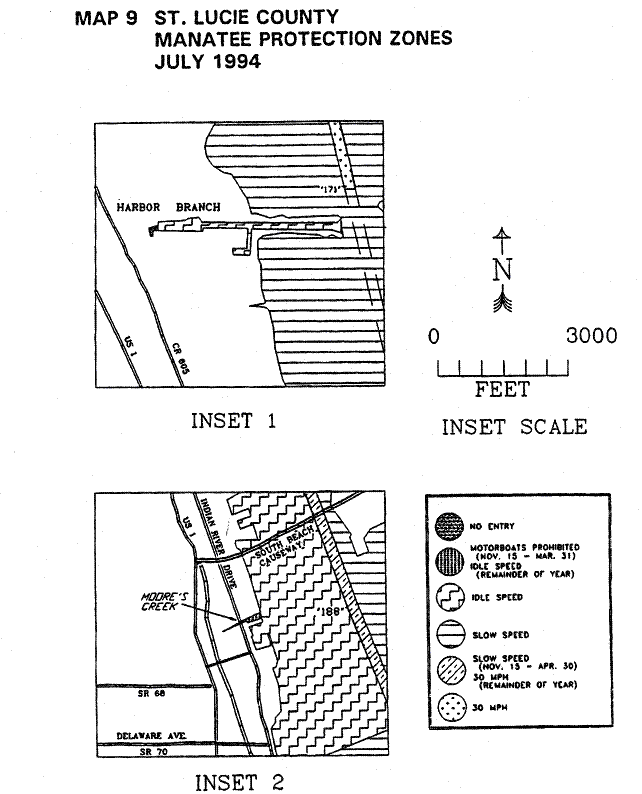 MAP 9 ST. LUCIE COUNTY
MANATEE PROTECTION ZONES
JULY 1994
"173"
HARBOR BRANCH
US 1
CR 605
INSET 1
N
0 3000
FEET
INSET SCALE
US 1
INDIAN RIVER
DRIVE
SOUTH BEACH
CAUSEWAY
MOORE'S
CREEK
"188"
SR 68
DELAWARE AVE.
SR 70
INSET 2
NO ENTRY
MOTORBOATS PROHIBITED
(NOV. 15 - MAR. 31)
IDLE SPEED
(REMAINDER OF YEAR)
IDLE SPEED
SLOW SPEED
SLOW SPEED
(NOV. 15 - APR. 30)
30 MPH
(REMAINDER OF YEAR)
30 MPH